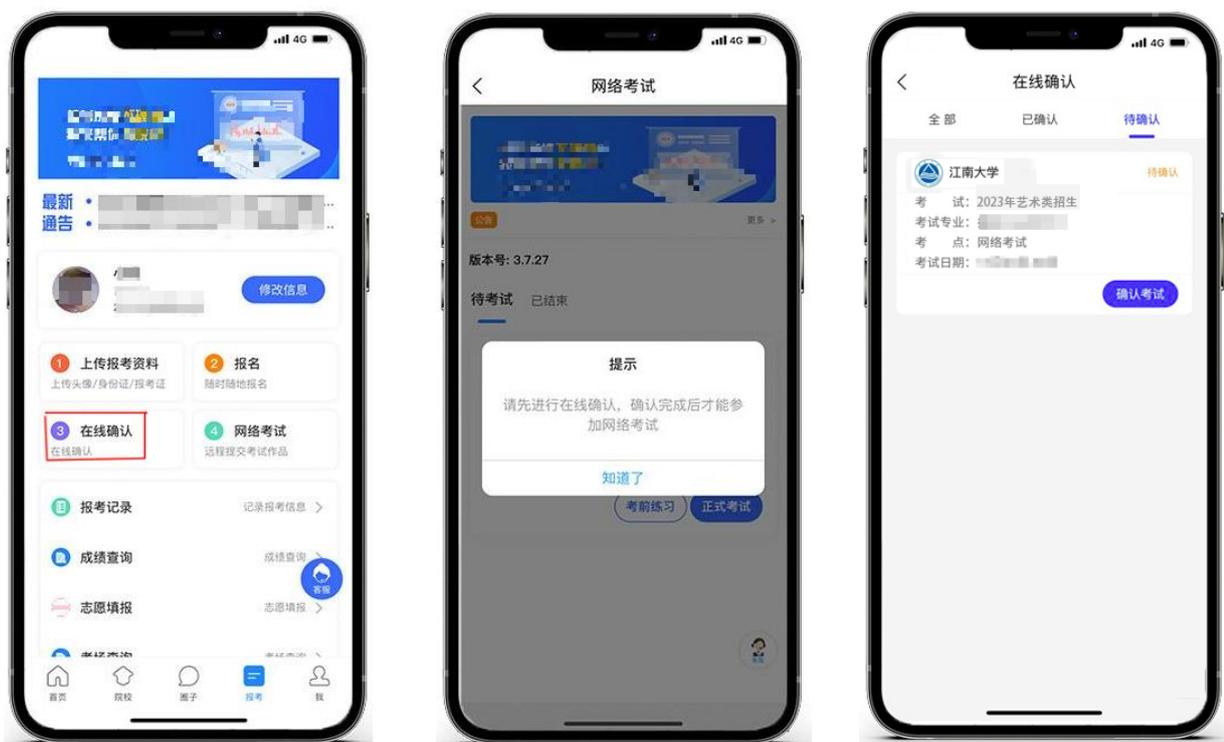 4G
最新
通告
修改信息
1 上传报考资料
上传头像/身份证/报考证
2 报名
随时随地报名
3 在线确认
在线确认
4 网络考试
远程提交考试作品
报考记录
记录报考信息
成绩查询
成绩查询
客服
志愿填报
志愿填报
首页
院校
圈子
报考
我
4G
网络考试
公告
更多 >
版本号: 3.7.27
待考试
已结束
提示
请先进行在线确认，确认完成后才能参
加网络考试
知道了
考前练习
正式考试
4G
在线确认
全部
已确认
待确认
江南大学
待确认
考 试：2023年艺术类招生
考试专业：
考 点：网络考试
考试日期：
确认考试